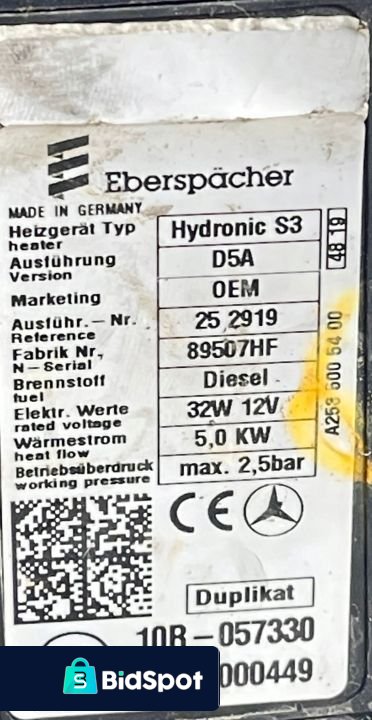 Eberspächer
MADE IN GERMANY
Heizgerät Typ Hydronic S3
heater
Ausführung D5A
Version
Marketing OEM
Ausführ.-Nr. 25 2919
Reference
Fabrik Nr, 89507HF
N-Serial
Brennstoff Diesel
fuel
Elektr. Werte 32W 12V
rated voltage
Wärmestrom 5,0 KW
heat flow
Betriebsüberdruck max. 2,5bar
working pressure
48 19
A253 500 54 00
CE
Duplikat
10R-057330
000449
BidSpot